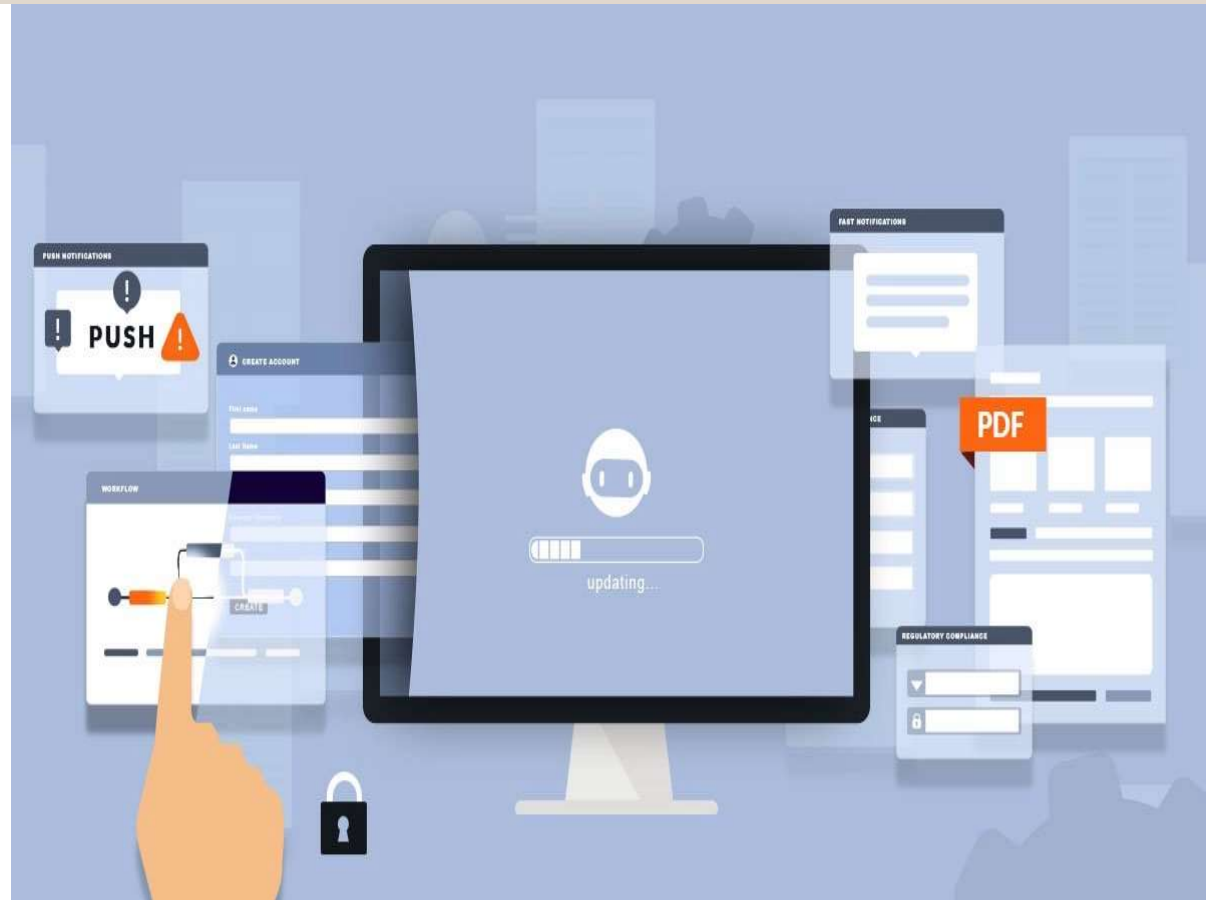 PUSH NOTIFICATIONS
PUSH
CREATE ACCOUNT
First name
Last Name
WORKFLOW
CREATE
updating...
FAST NOTIFICATIONS
PDF
REGULATORY COMPLIANCE